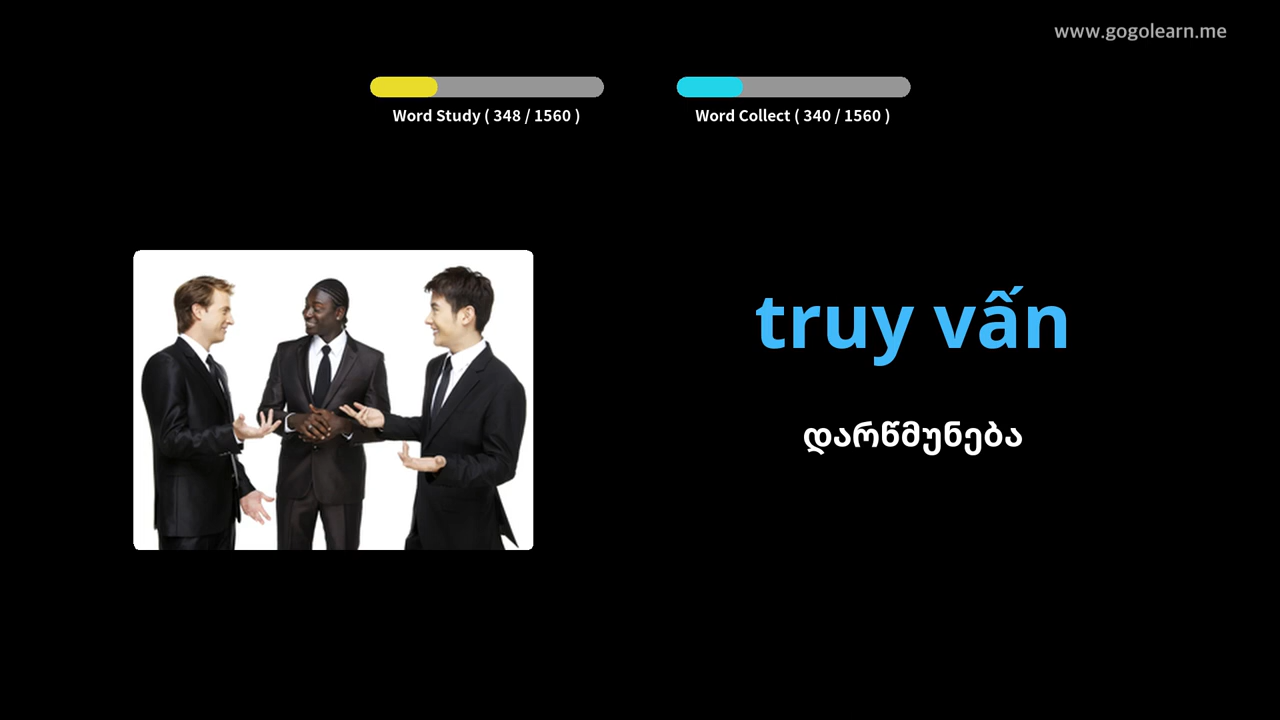 www.gogolearn.me
Word Study ( 348 / 1560 )
Word Collect ( 340 / 1560 )
truy vấn
დარწმუნება